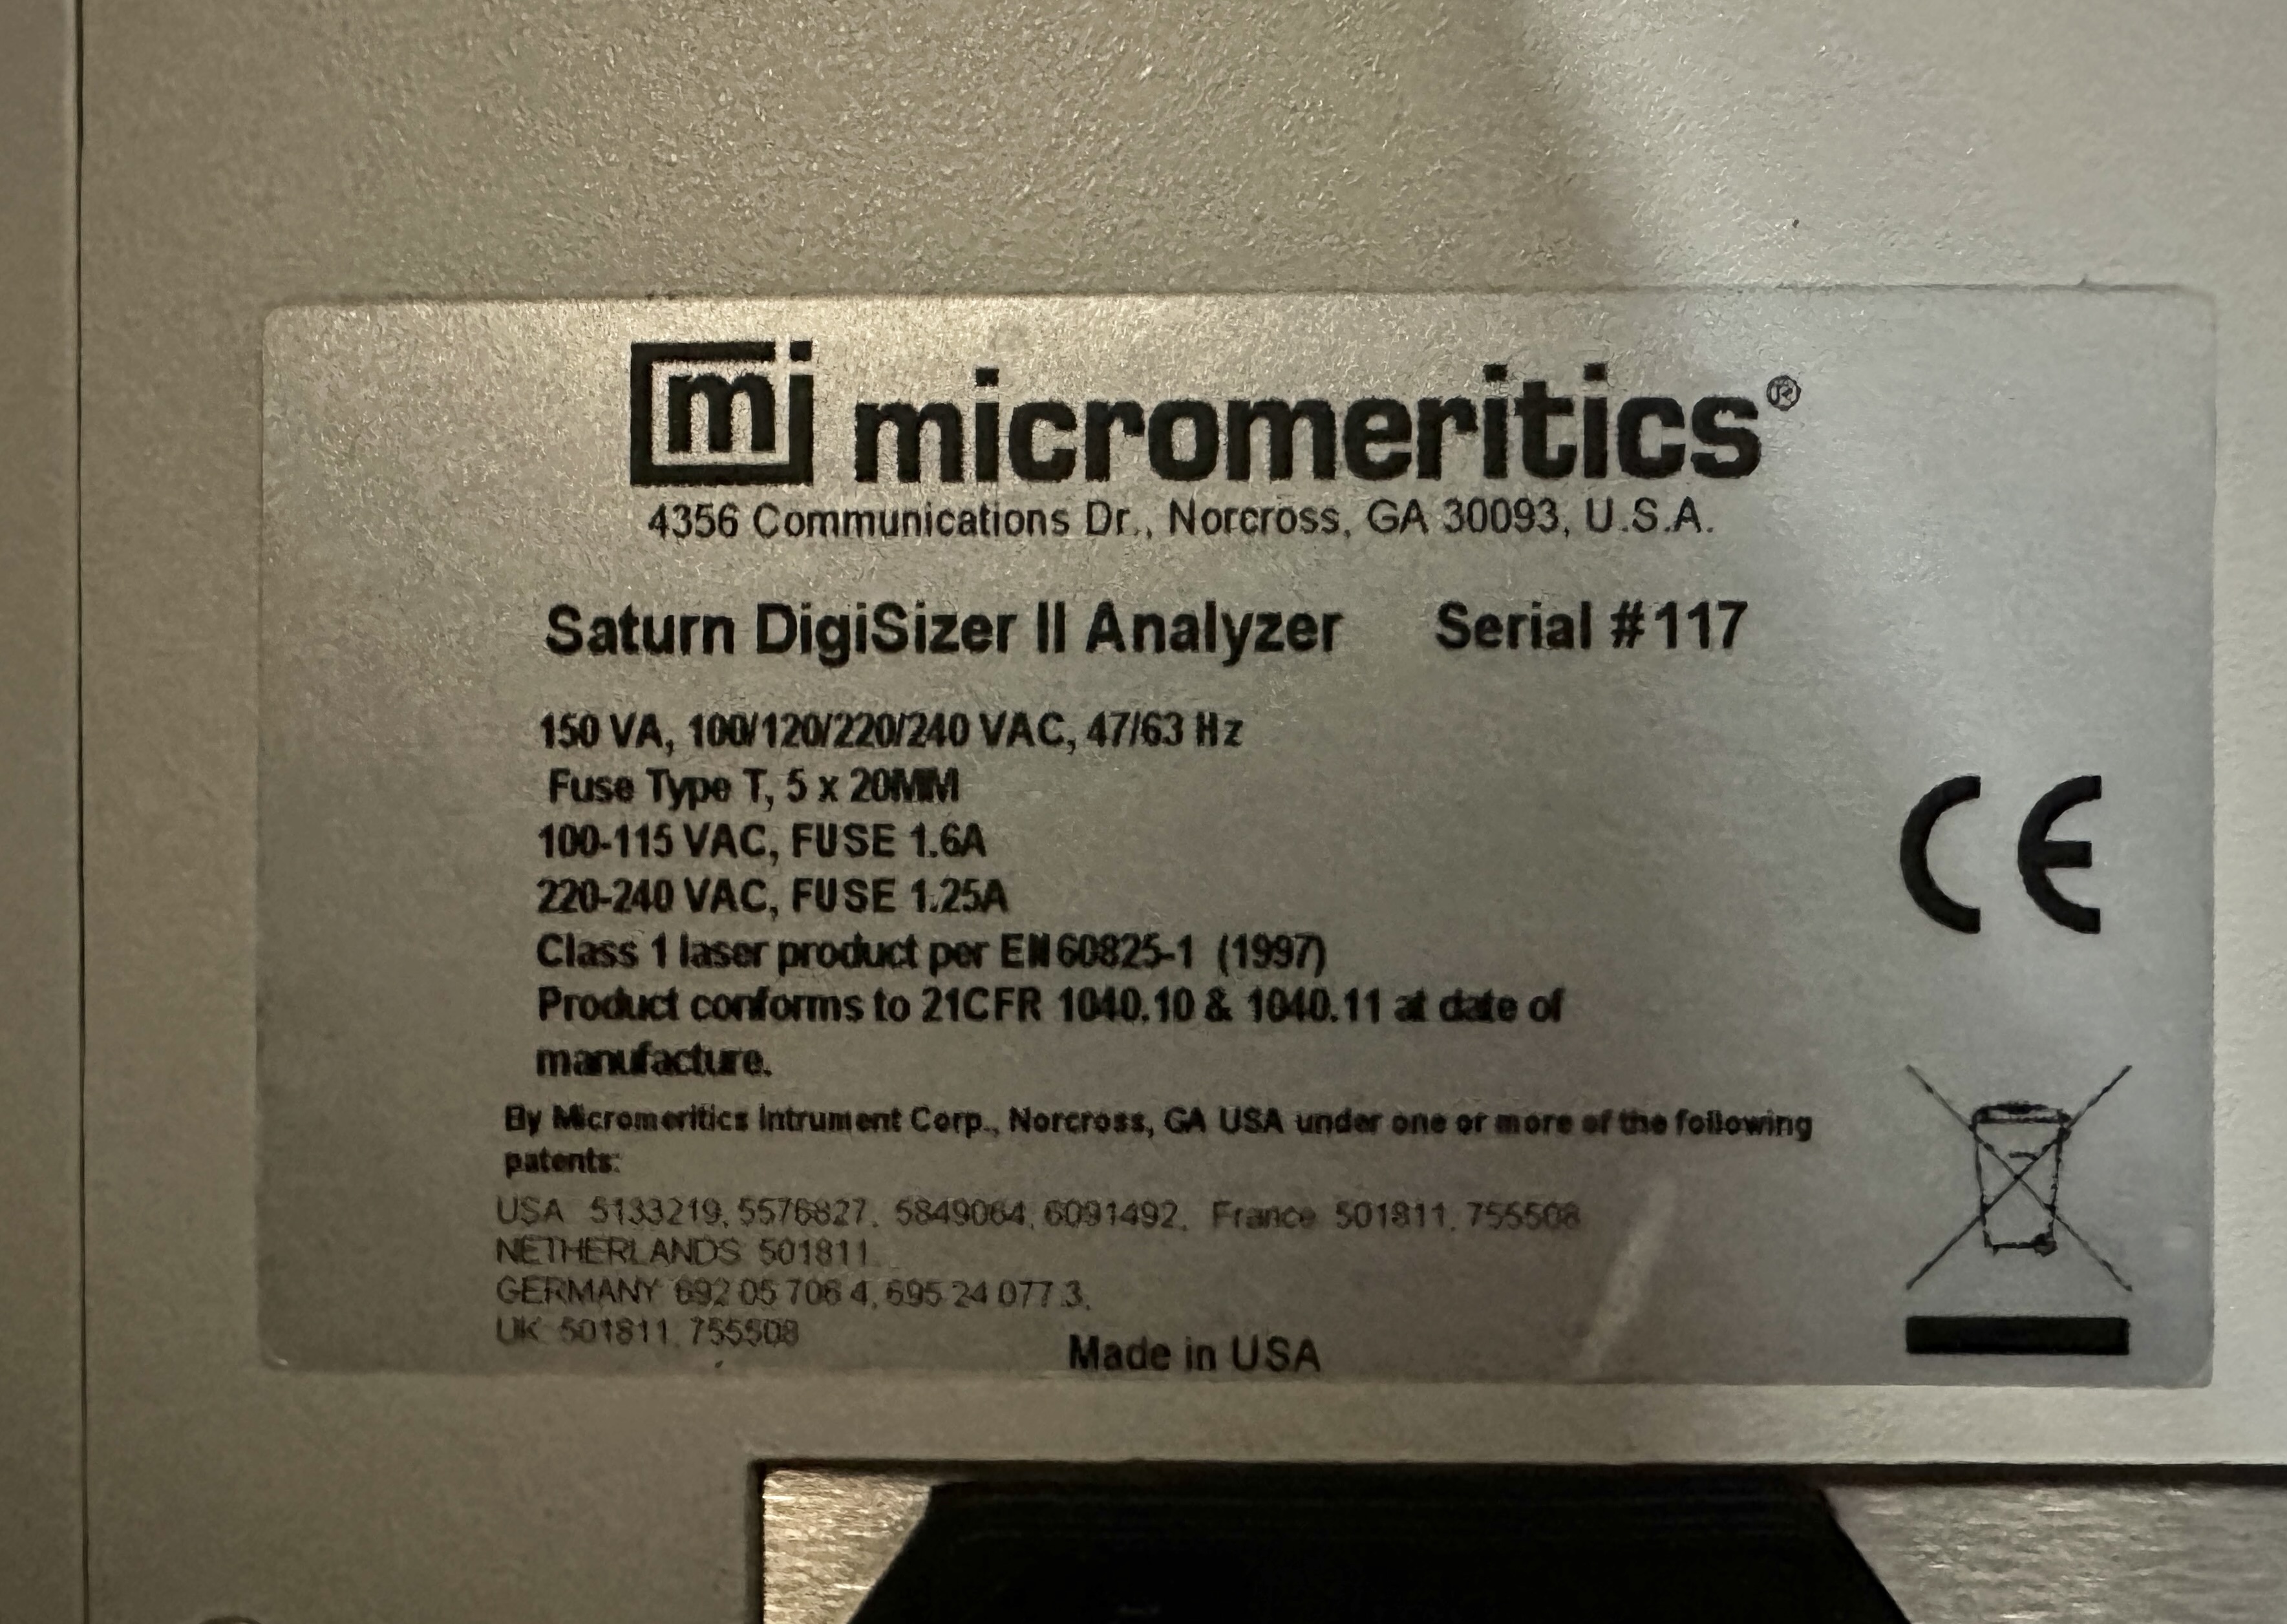 mi micromeritics®
4356 Communications Dr., Norcross, GA 30093, U.S.A.
Saturn DigiSizer II Analyzer Serial #117
150 VA, 100/120/220/240 VAC, 47/63 Hz
Fuse Type T, 5 x 20MM
100-115 VAC, FUSE 1.6A
220-240 VAC, FUSE 1.25A
Class 1 laser product per EN 60825-1 (1997)
Product conforms to 21CFR 1040.10 & 1040.11 at date of
manufacture.
By Micromeritics Intrument Corp., Norcross, GA USA under one or more of the following
patents:
USA 5133219, 5576827, 5849064, 6091492, France 501811, 755508
NETHERLANDS 501811
GERMANY 692 05 706 4, 695 24 077 3,
UK 501811, 755508
Made in USA
CE